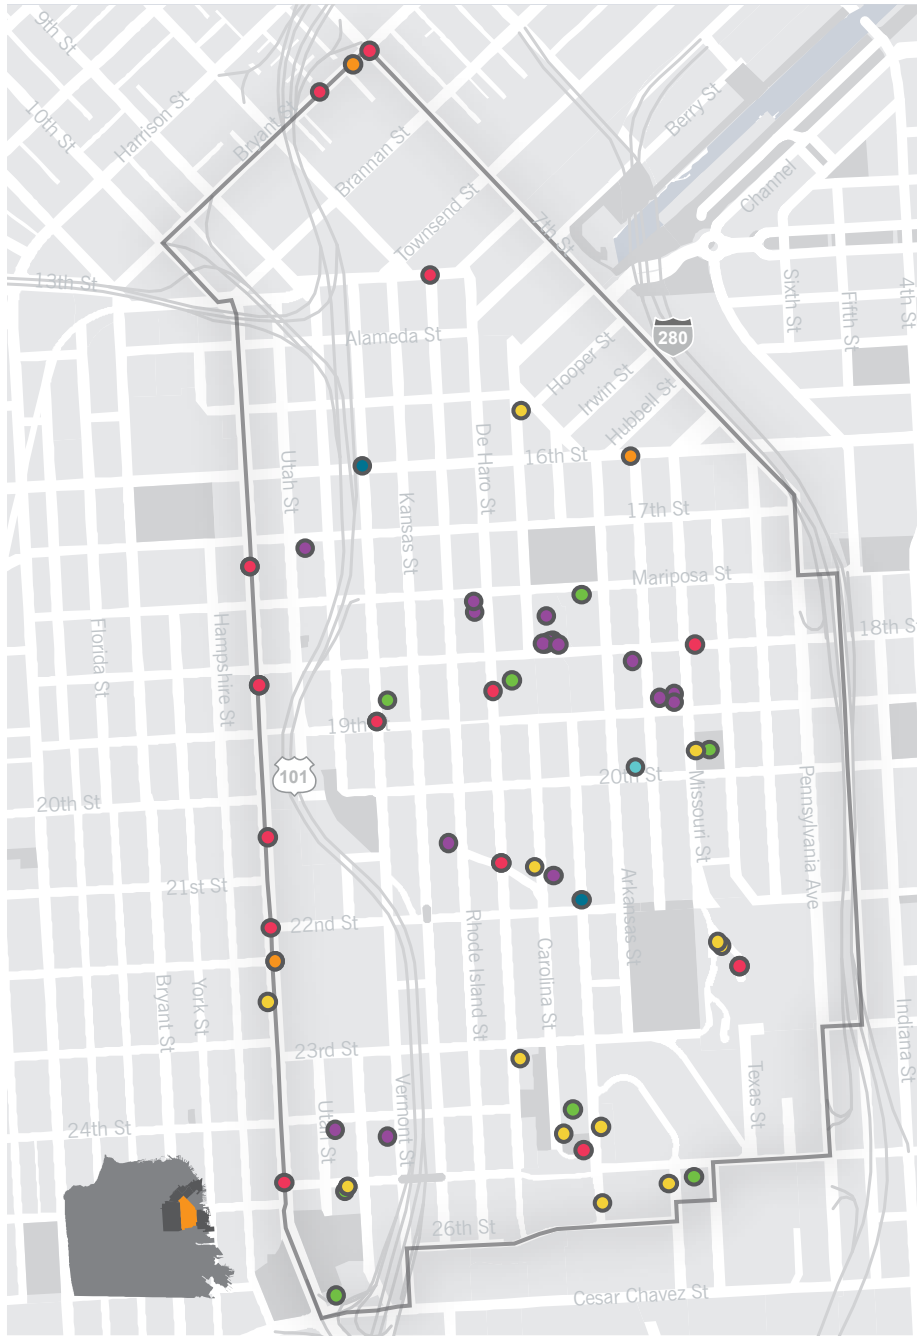 9th St
10th St
Harrison St
Bryant St
Brannan St
Townsend St
Berry St
Channel
7th St
13th St
Sixth St
Fifth St
4th St
Alameda St
280
Hooper St
Irwin St
Hubbell St
De Haro St
16th St
Utah St
Kansas St
17th St
Mariposa St
18th St
Florida St
Hampshire St
19th St
101
20th St
20th St
Missouri St
Pennsylvania Ave
21st St
22nd St
Arkansas St
Rhode Island St
Carolina St
Bryant St
York St
Indiana St
23rd St
Texas St
Vermont St
Utah St
24th St
26th St
Cesar Chavez St